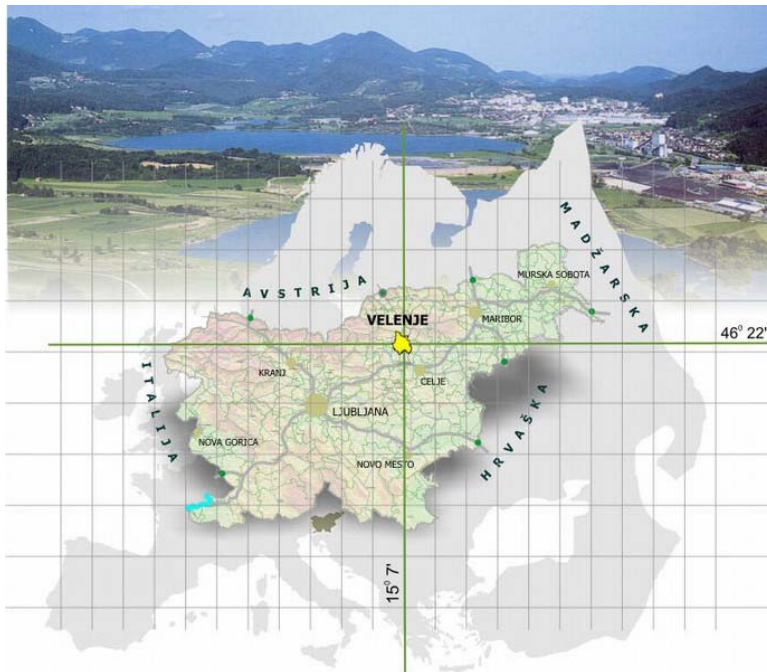 AVSTRIJA
MADŽARSKA
MURSKA SOBOTA
VELENJE
MARIBOR
46° 22'
ITALIJA
KRANJ
CELJE
LJUBLJANA
NOVA GORICA
NOVO MESTO
HRVAŠKA
15° 7'